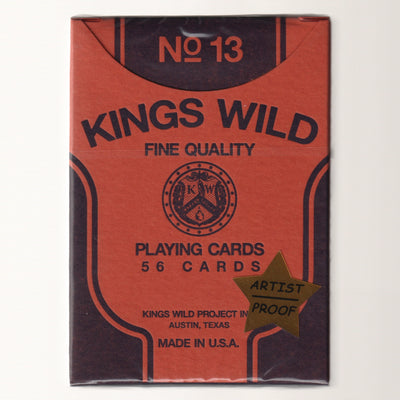 No 13
KINGS WILD
FINE QUALITY
K W
PLAYING CARDS
56 CARDS
ARTIST
PROOF
KINGS WILD PROJECT IN
AUSTIN, TEXAS
MADE IN U.S.A.